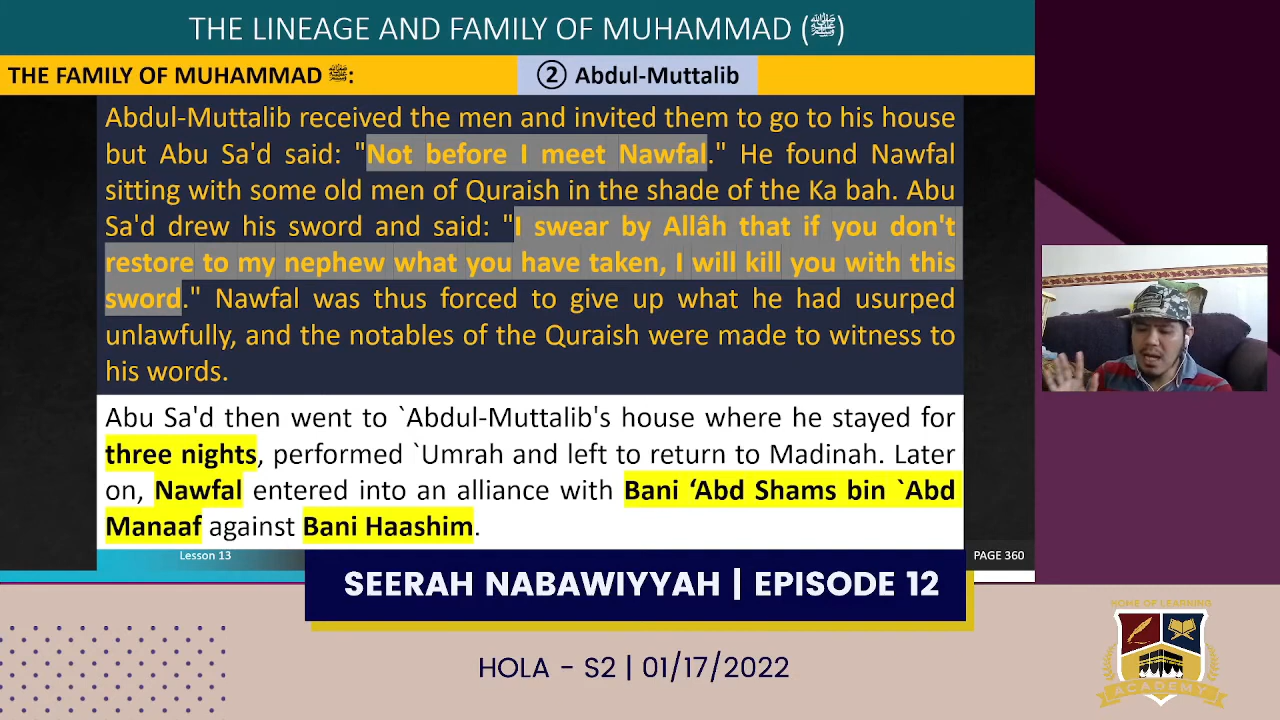 THE LINEAGE AND FAMILY OF MUHAMMAD (ﷺ)
THE FAMILY OF MUHAMMAD ﷺ:
② Abdul-Muttalib
Abdul-Muttalib received the men and invited them to go to his house
but Abu Sa'd said: "Not before I meet Nawfal." He found Nawfal
sitting with some old men of Quraish in the shade of the Ka bah. Abu
Sa'd drew his sword and said: "I swear by Allâh that if you don't
restore to my nephew what you have taken, I will kill you with this
sword." Nawfal was thus forced to give up what he had usurped
unlawfully, and the notables of the Quraish were made to witness to
his words.
Abu Sa'd then went to `Abdul-Muttalib's house where he stayed for
three nights, performed `Umrah and left to return to Madinah. Later
on, Nawfal entered into an alliance with Bani ‘Abd Shams bin `Abd
Manaaf against Bani Haashim.
Lesson 13
PAGE 360
SEERAH NABAWIYYAH | EPISODE 12
HOLA - S2 | 01/17/2022
HOME OF LEARNING
ACADEMY